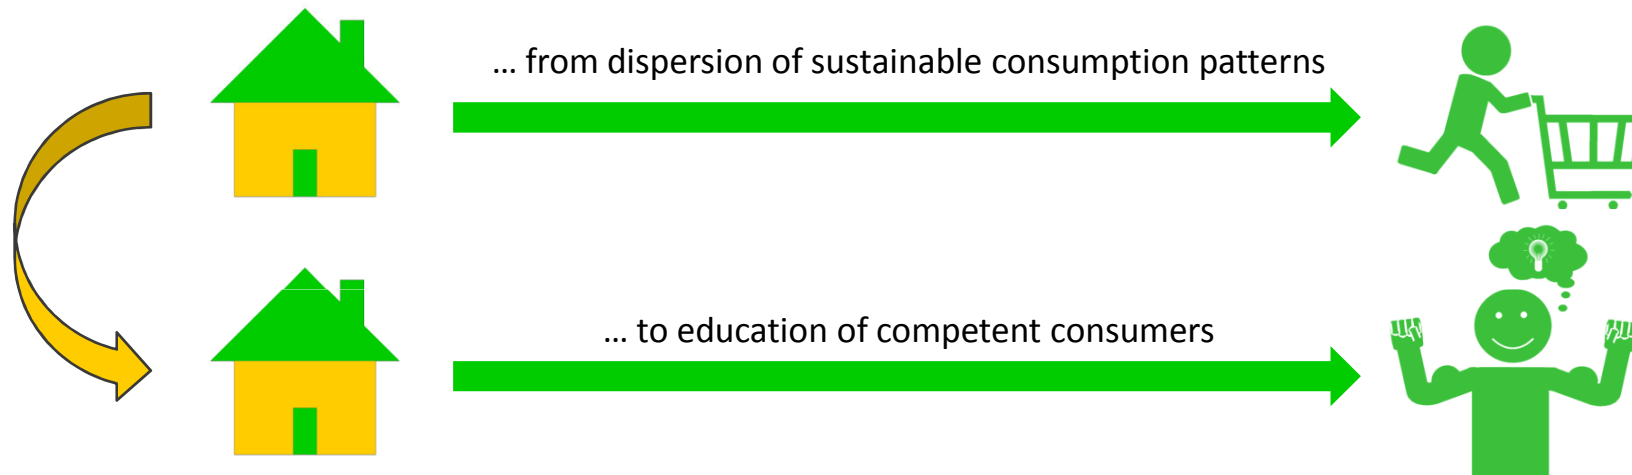 … from dispersion of sustainable consumption patterns
… to education of competent consumers